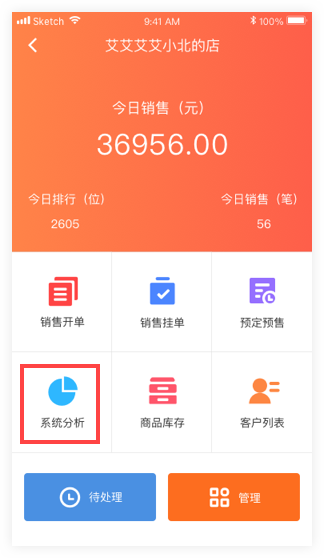 Sketch 9:41 AM 100%
艾艾艾艾小北的店
今日销售（元）
36956.00
今日排行（位） 今日销售（笔）
2605 56
销售开单 销售挂单 预定预售
系统分析 商品库存 客户列表
待处理 管理